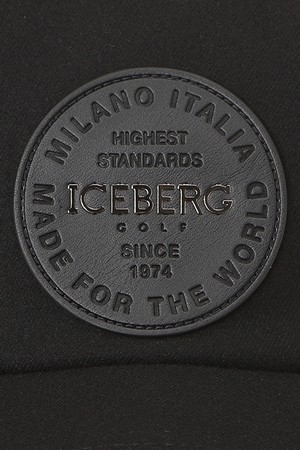 MILANO ITALIA
HIGHEST
STANDARDS
ICEBERG
GOLF
SINCE
1974
MADE FOR THE WORLD